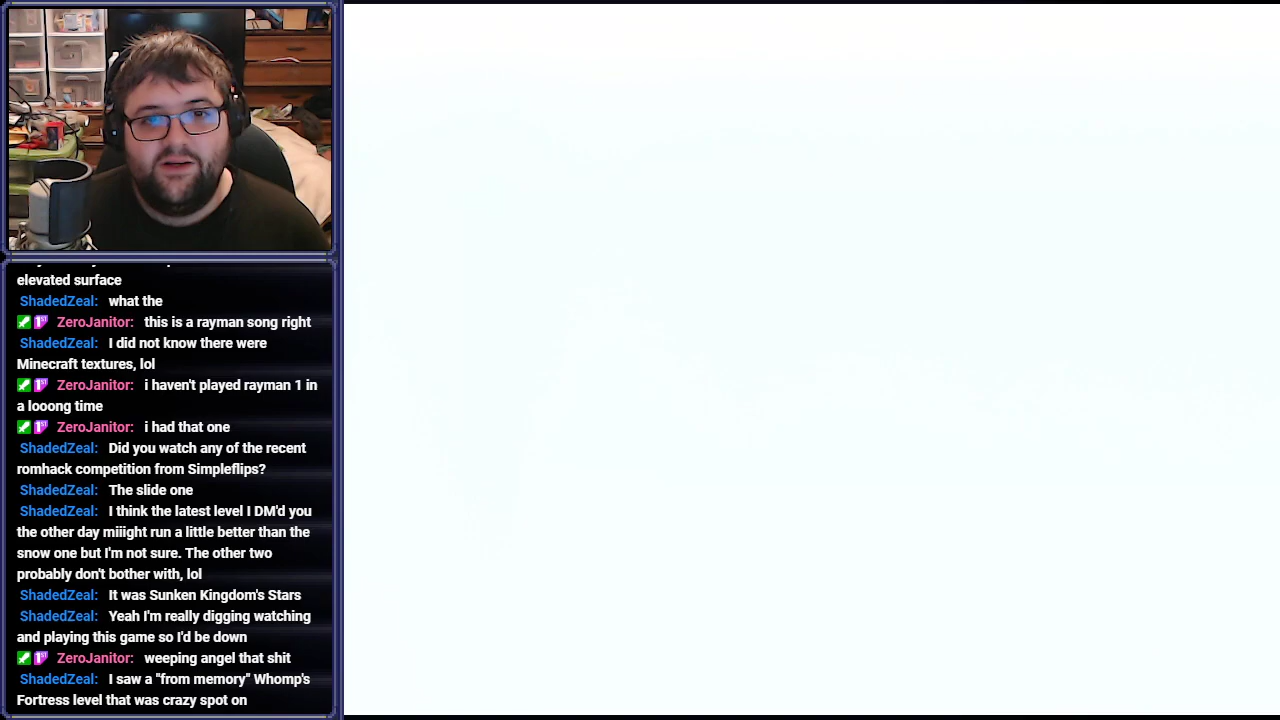 elevated surface
ShadedZeal: what the
ZeroJanitor: this is a rayman song right
ShadedZeal: I did not know there were
Minecraft textures, lol
ZeroJanitor: i haven't played rayman 1 in
a looong time
ZeroJanitor: i had that one
ShadedZeal: Did you watch any of the recent
romhack competition from Simpleflips?
ShadedZeal: The slide one
ShadedZeal: I think the latest level I DM'd you
the other day miiight run a little better than the
snow one but I'm not sure. The other two
probably don't bother with, lol
ShadedZeal: It was Sunken Kingdom's Stars
ShadedZeal: Yeah I'm really digging watching
and playing this game so I'd be down
ZeroJanitor: weeping angel that shit
ShadedZeal: I saw a "from memory" Whomp's
Fortress level that was crazy spot on